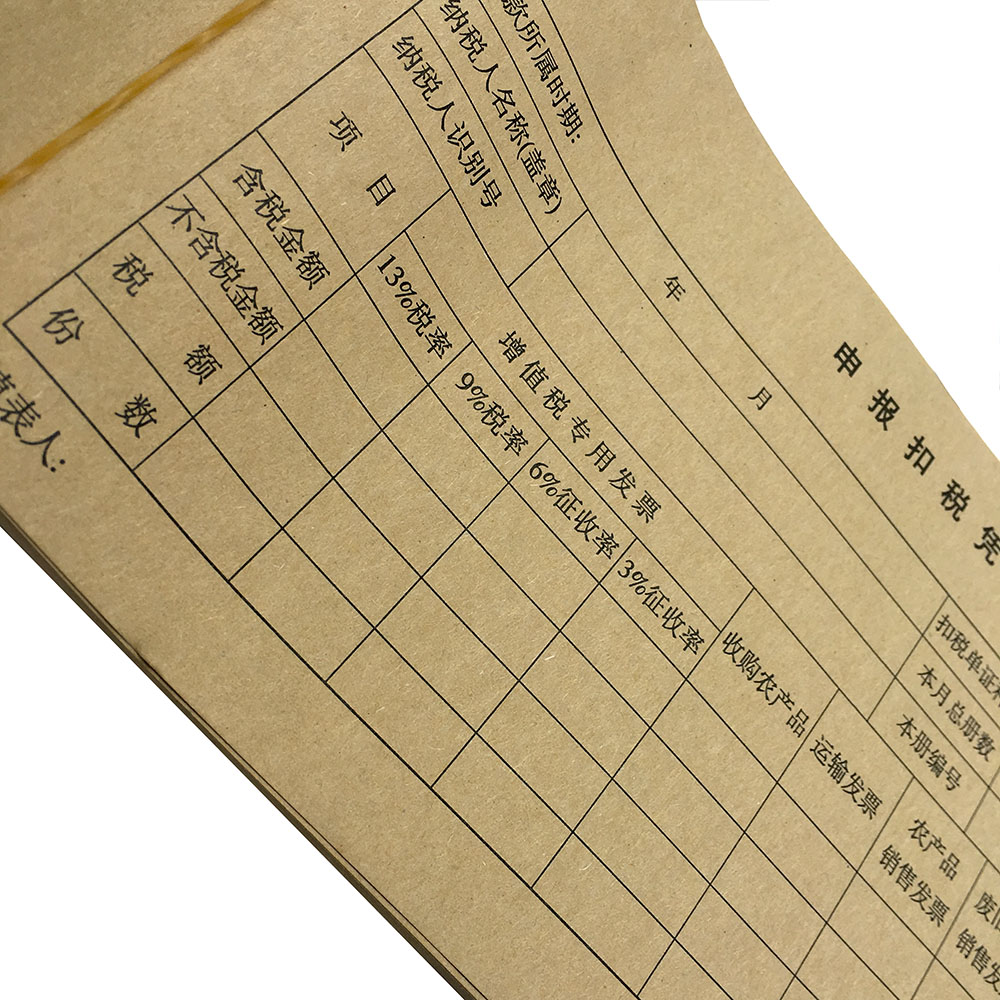 申报扣税凭
款所属时期: 年 月
纳税人名称(盖章)
扣税单证
纳税人识别号
本月总册数
本册编号
项目
增值税专用发票
收购农产品
运输发票
农产品
销售发票
废
销售发
13%税率
9%税率
6%征收率
3%征收率
含税金额
不含税金额
税额
份数
表人: